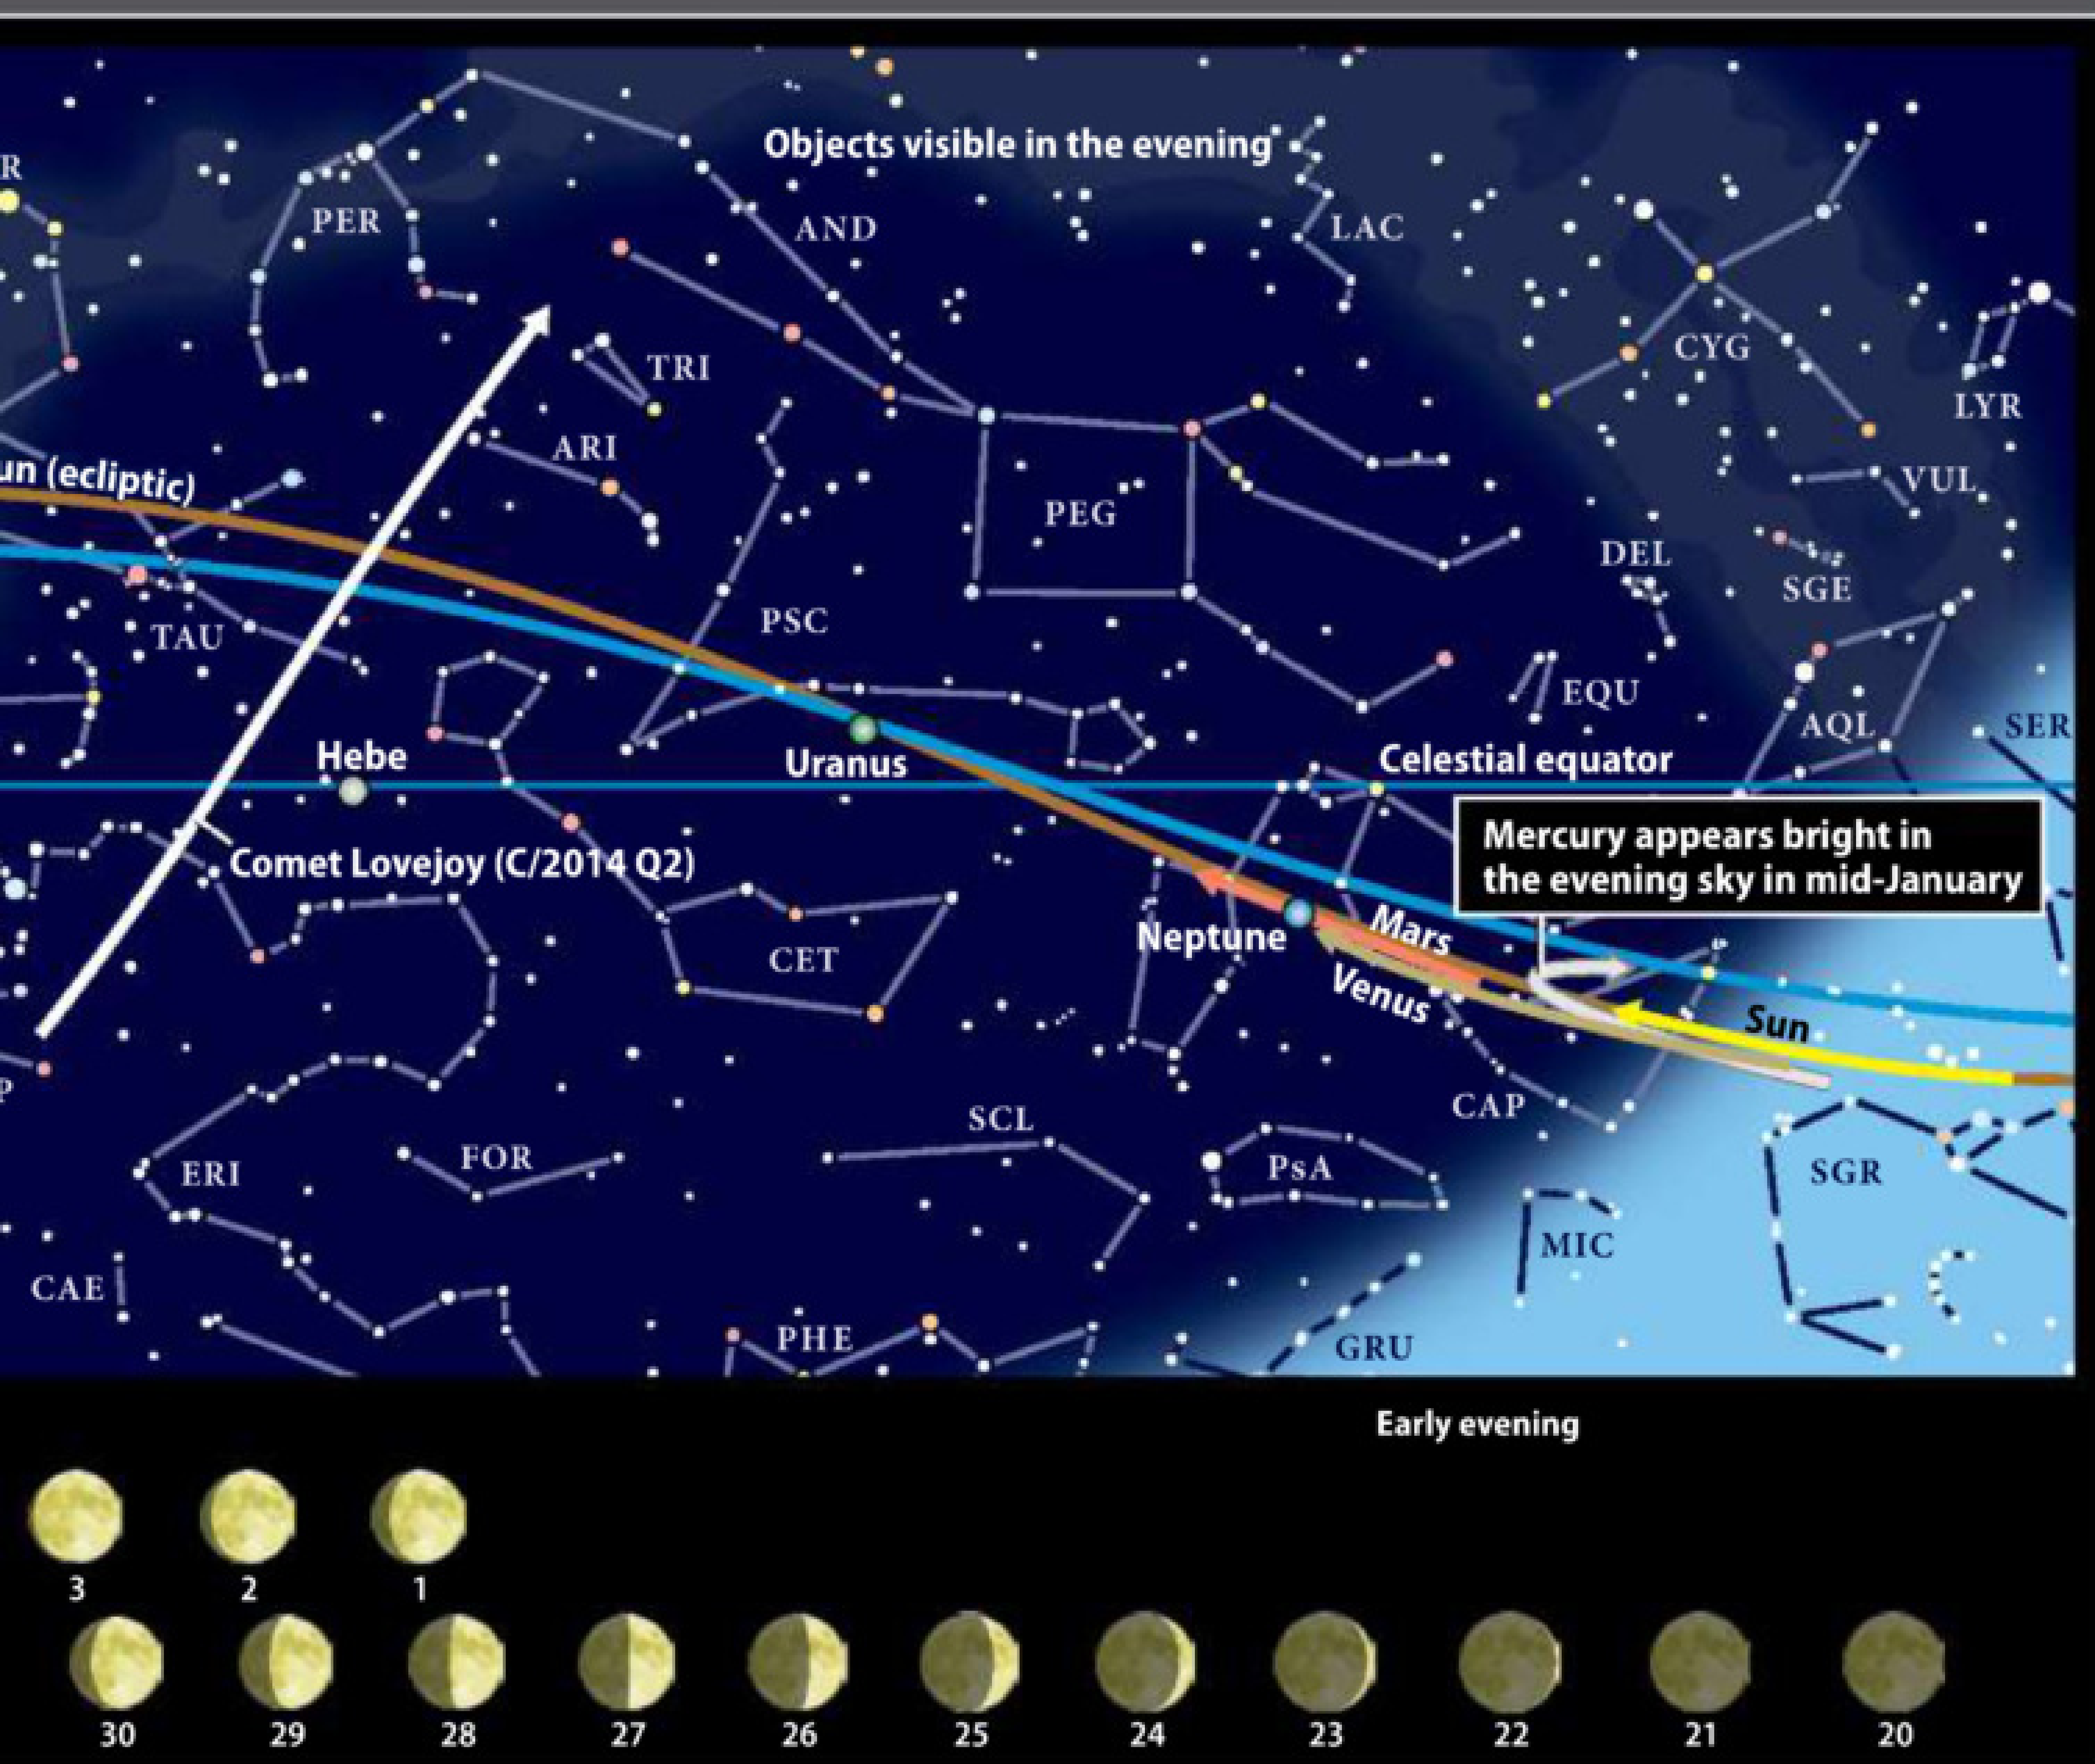 Objects visible in the evening
R
PER
AND
LAC
TRI
CYG
LYR
ARI
un (ecliptic)
VUL
PEG
DEL
SGE
TAU
PSC
EQU
AQL
SER
Hebe
Uranus
Celestial equator
Mercury appears bright in
the evening sky in mid-January
Comet Lovejoy (C/2014 Q2)
CET
Neptune
Mars
Venus
Sun
P
CAP
SCL
FOR
ERI
PsA
SGR
MIC
CAE
PHE
GRU
Early evening
3 2 1
30 29 28 27 26 25 24 23 22 21 20